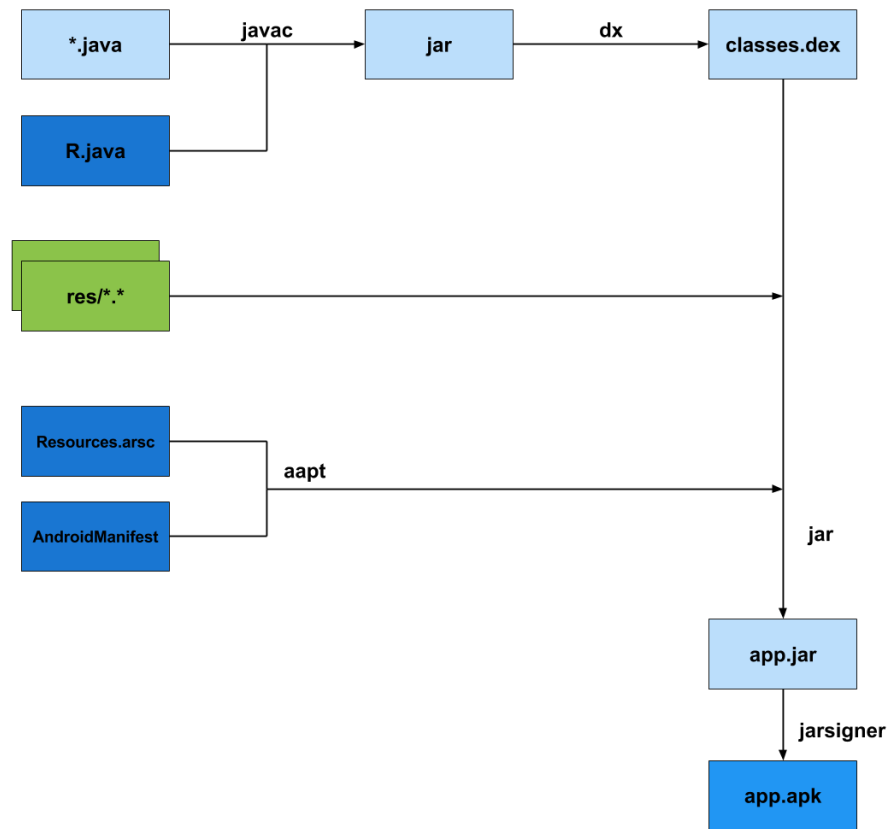 *.java
javac
jar
dx
classes.dex
R.java
res/*.*
Resources.arsc
aapt
AndroidManifest
jar
app.jar
jarsigner
app.apk